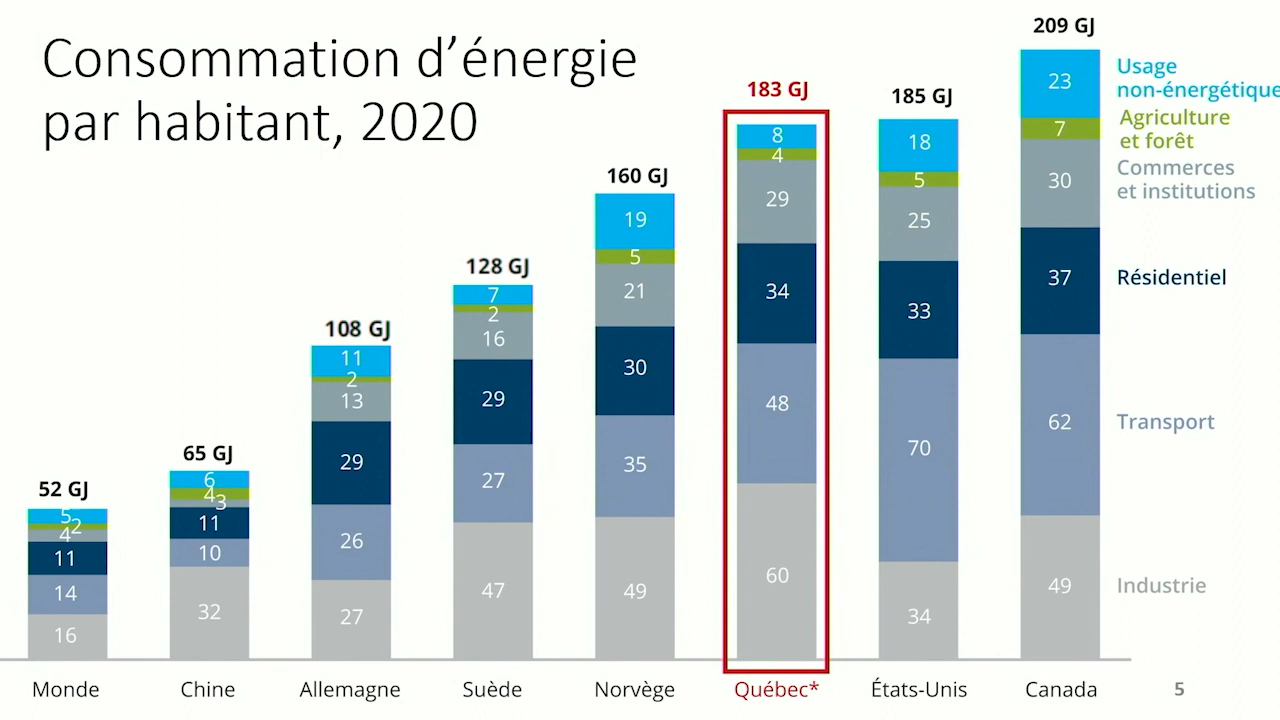 Consommation d’énergie
par habitant, 2020
52 GJ
5
2
4
11
14
16
Monde
65 GJ
6
4
3
11
10
32
Chine
108 GJ
11
2
13
29
26
27
Allemagne
128 GJ
7
2
16
29
27
47
Suède
160 GJ
19
5
21
30
35
49
Norvège
183 GJ
8
4
29
34
48
60
Québec*
185 GJ
18
5
25
33
70
34
États-Unis
209 GJ
23
7
30
37
62
49
Canada
Usage
non-énergétique
Agriculture
et forêt
Commerces
et institutions
Résidentiel
Transport
Industrie
5